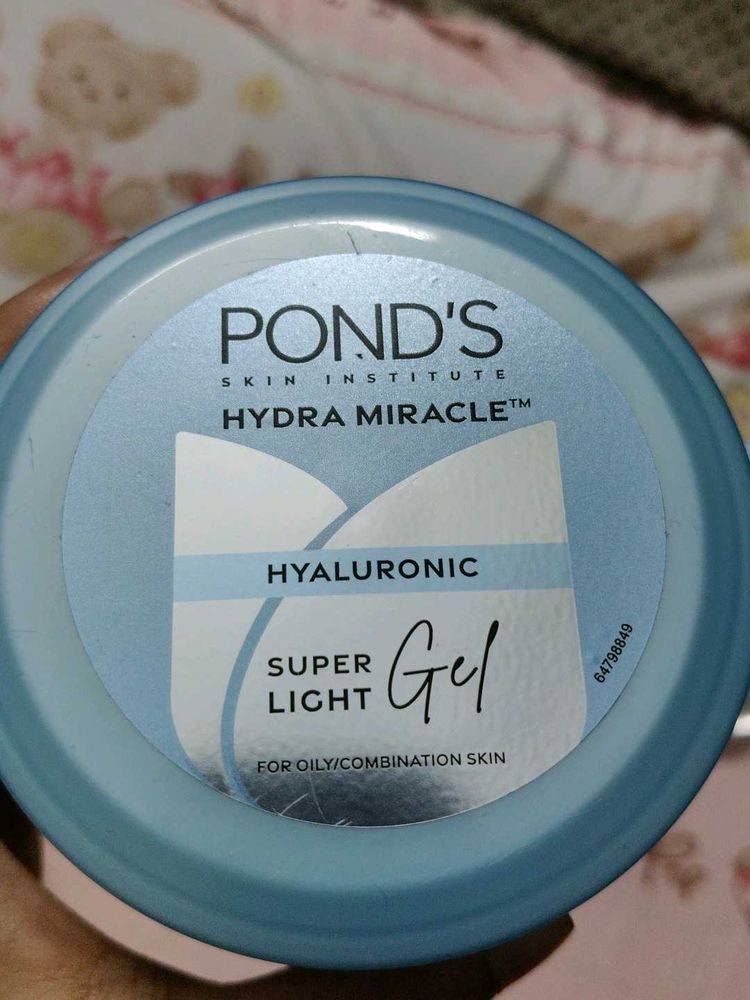 POND'S
SKIN INSTITUTE
HYDRA MIRACLE™
HYALURONIC
SUPER
LIGHT
Gel
FOR OILY/COMBINATION SKIN
64798849